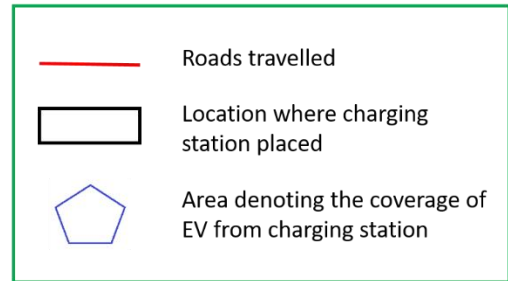 Roads travelled
Location where charging
station placed
Area denoting the coverage of
EV from charging station